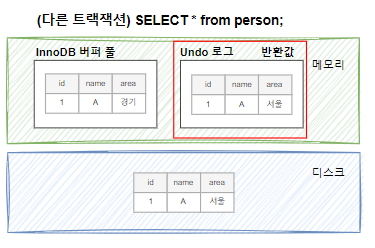 (다른 트랙잭션) SELECT * from person;
InnoDB 버퍼 풀
Undo 로그 반환값
메모리
id name area
1 A 경기
id name area
1 A 서울
디스크
id name area
1 A 서울